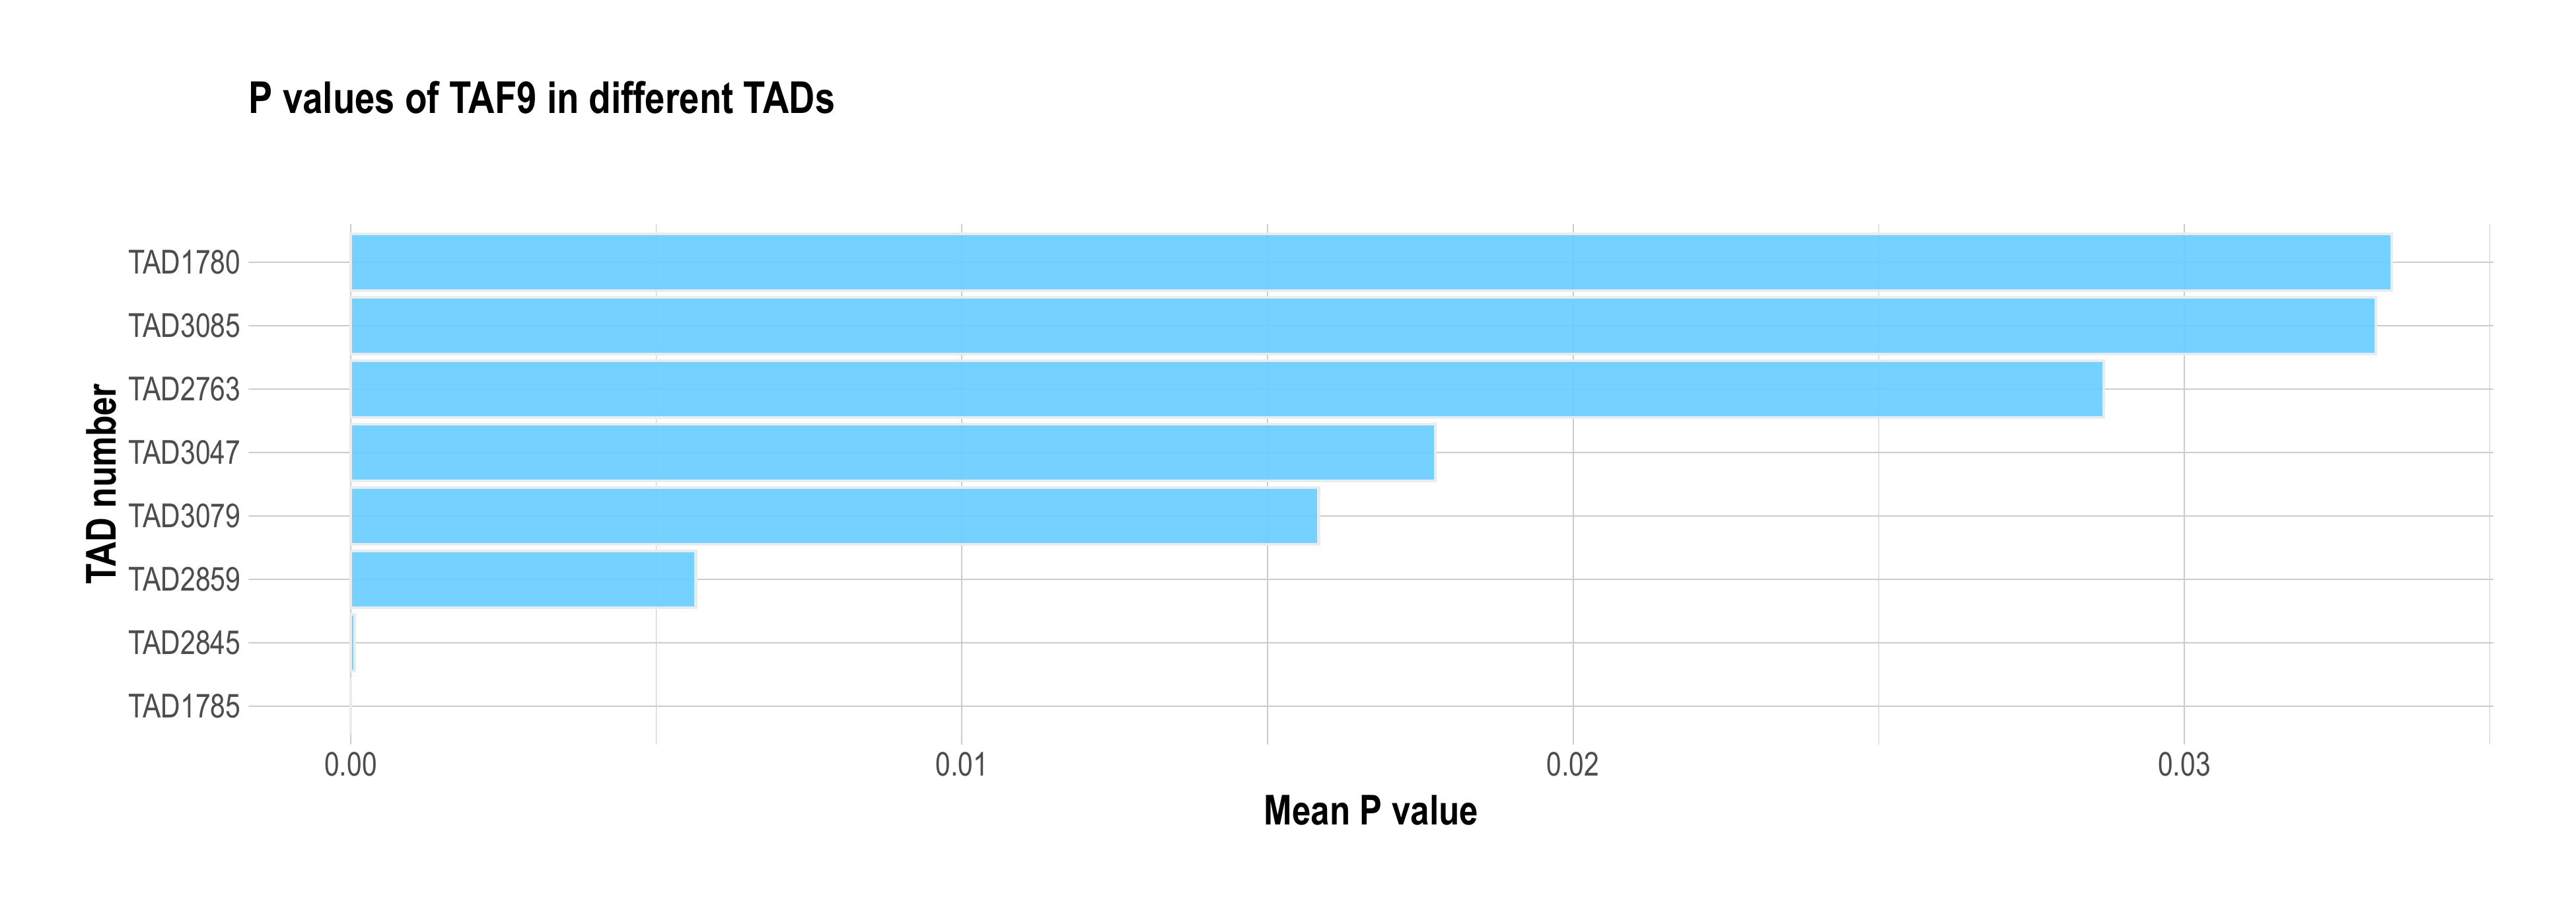 P values of TAF9 in different TADs
TAD number
TAD1780
TAD3085
TAD2763
TAD3047
TAD3079
TAD2859
TAD2845
TAD1785
0.00 0.01 0.02 0.03
Mean P value